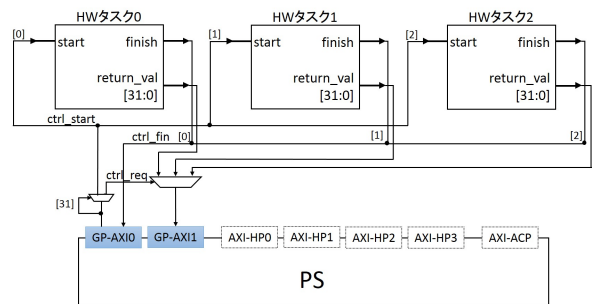 HWタスク0
HWタスク1
HWタスク2
[0]
start
finish
return_val
[31:0]
[1]
start
finish
return_val
[31:0]
[2]
start
finish
return_val
[31:0]
ctrl_start
ctrl_fin
[0]
[1]
[2]
ctrl_req
[31]
GP-AXI0
GP-AXI1
AXI-HP0
AXI-HP1
AXI-HP2
AXI-HP3
AXI-ACP
PS